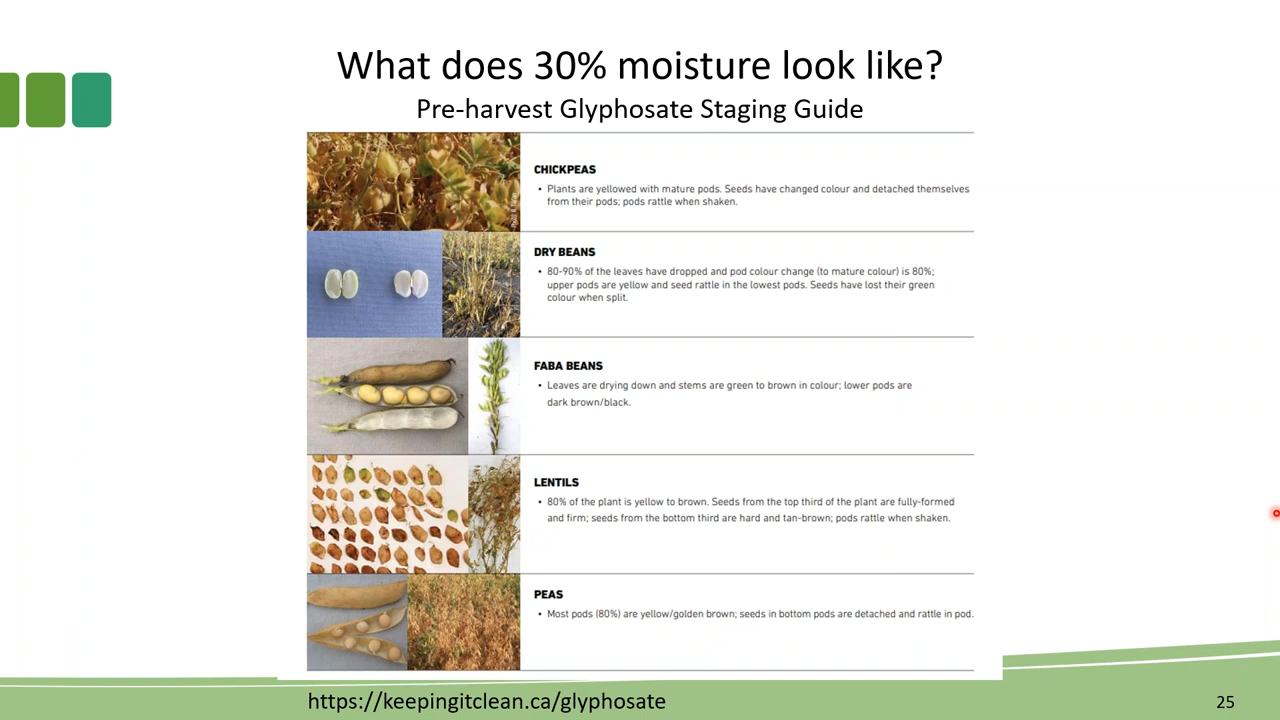 What does 30% moisture look like?
Pre-harvest Glyphosate Staging Guide
CHICKPEAS
• Plants are yellowed with mature pods. Seeds have changed colour and detached themselves
from their pods; pods rattle when shaken.
DRY BEANS
• 80-90% of the leaves have dropped and pod colour change (to mature colour) is 80%;
upper pods are yellow and seed rattle in the lowest pods. Seeds have lost their green
colour when split.
FABA BEANS
• Leaves are drying down and stems are green to brown in colour; lower pods are
dark brown/black.
LENTILS
• 80% of the plant is yellow to brown. Seeds from the top third of the plant are fully-formed
and firm; seeds from the bottom third are hard and tan-brown; pods rattle when shaken.
PEAS
• Most pods (80%) are yellow/golden brown; seeds in bottom pods are detached and rattle in pod.
https://keepingitclean.ca/glyphosate
25